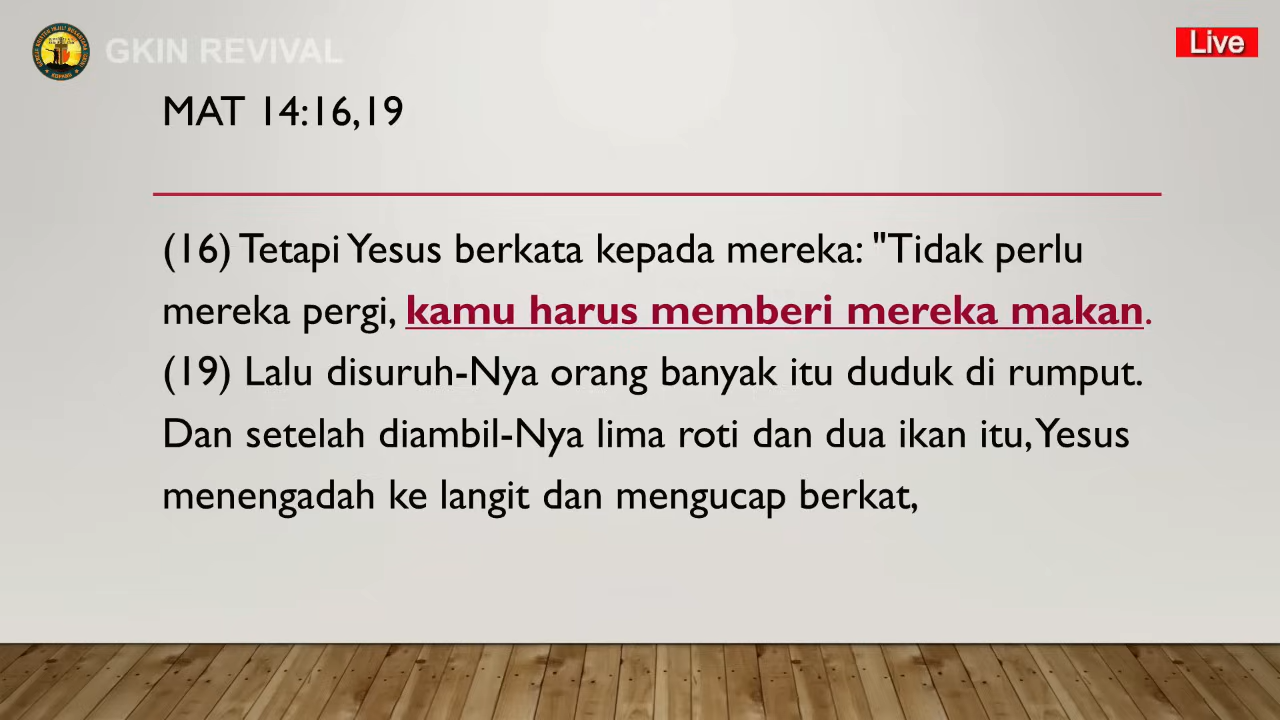 GKIN REVIVAL
Live
MAT 14:16,19
(16) Tetapi Yesus berkata kepada mereka: "Tidak perlu
mereka pergi, kamu harus memberi mereka makan.
(19) Lalu disuruh-Nya orang banyak itu duduk di rumput.
Dan setelah diambil-Nya lima roti dan dua ikan itu, Yesus
menengadah ke langit dan mengucap berkat,